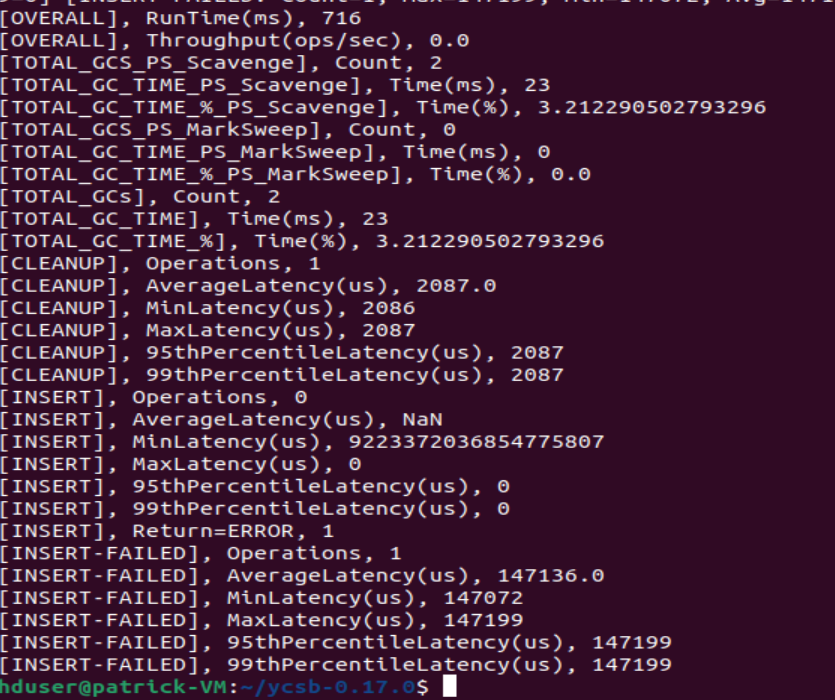 [OVERALL], RunTime(ms), 716
[OVERALL], Throughput(ops/sec), 0.0
[TOTAL_GCS_PS_Scavenge], Count, 2
[TOTAL_GC_TIME_PS_Scavenge], Time(ms), 23
[TOTAL_GC_TIME_%_PS_Scavenge], Time(%), 3.212290502793296
[TOTAL_GCS_PS_MarkSweep], Count, 0
[TOTAL_GC_TIME_PS_MarkSweep], Time(ms), 0
[TOTAL_GC_TIME_%_PS_MarkSweep], Time(%), 0.0
[TOTAL_GCs], Count, 2
[TOTAL_GC_TIME], Time(ms), 23
[TOTAL_GC_TIME_%], Time(%), 3.212290502793296
[CLEANUP], Operations, 1
[CLEANUP], AverageLatency(us), 2087.0
[CLEANUP], MinLatency(us), 2086
[CLEANUP], MaxLatency(us), 2087
[CLEANUP], 95thPercentileLatency(us), 2087
[CLEANUP], 99thPercentileLatency(us), 2087
[INSERT], Operations, 0
[INSERT], AverageLatency(us), NaN
[INSERT], MinLatency(us), 9223372036854775807
[INSERT], MaxLatency(us), 0
[INSERT], 95thPercentileLatency(us), 0
[INSERT], 99thPercentileLatency(us), 0
[INSERT], Return=ERROR, 1
[INSERT-FAILED], Operations, 1
[INSERT-FAILED], AverageLatency(us), 147136.0
[INSERT-FAILED], MinLatency(us), 147072
[INSERT-FAILED], MaxLatency(us), 147199
[INSERT-FAILED], 95thPercentileLatency(us), 147199
[INSERT-FAILED], 99thPercentileLatency(us), 147199
hduser@patrick-VM:~/ycsb-0.17.0$